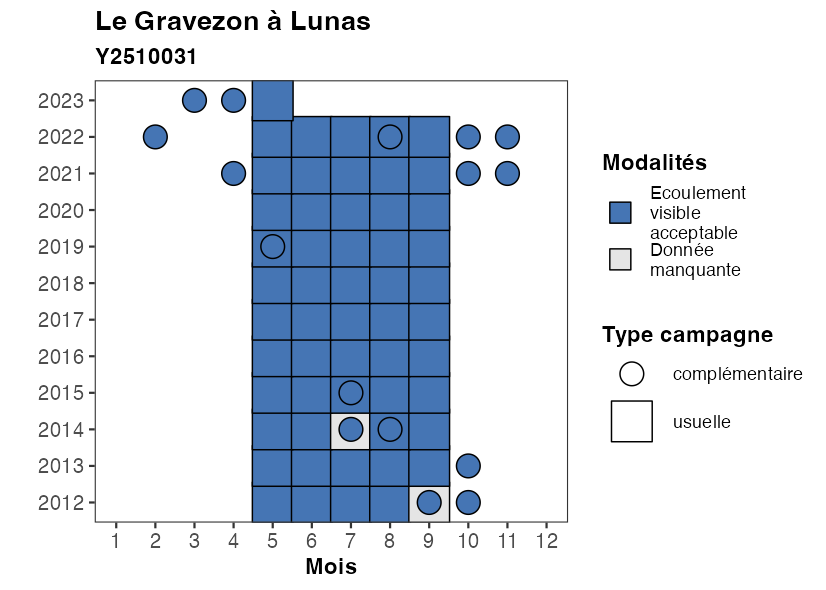 Le Gravezon à Lunas
Y2510031
2023
2022
2021
2020
2019
2018
2017
2016
2015
2014
2013
2012
1 2 3 4 5 6 7 8 9 10 11 12
Mois
Modalités
Ecoulement
visible
acceptable
Donnée
manquante
Type campagne
complémentaire
usuelle